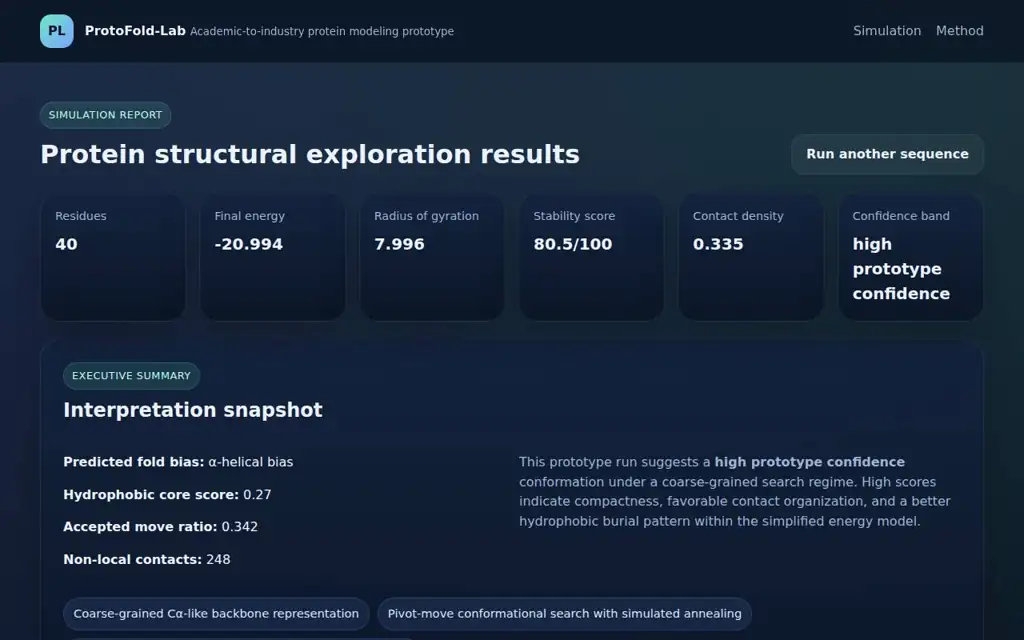 PL
ProtoFold-Lab Academic-to-industry protein modeling prototype
Simulation Method
SIMULATION REPORT
Protein structural exploration results
Run another sequence
Residues
40
Final energy
-20.994
Radius of gyration
7.996
Stability score
80.5/100
Contact density
0.335
Confidence band
high
prototype
confidence
EXECUTIVE SUMMARY
Interpretation snapshot
Predicted fold bias: α-helical bias
Hydrophobic core score: 0.27
Accepted move ratio: 0.342
Non-local contacts: 248
This prototype run suggests a high prototype confidence
conformation under a coarse-grained search regime. High scores
indicate compactness, favorable contact organization, and a better
hydrophobic burial pattern within the simplified energy model.
Coarse-grained Cα-like backbone representation
Pivot-move conformational search with simulated annealing